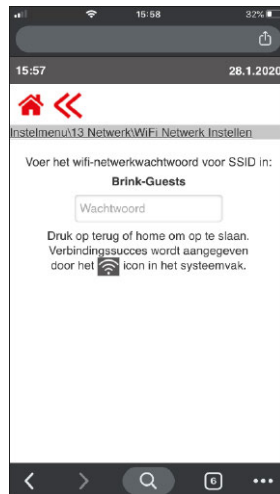 15:58
32%
15:57
28.1.2020
Instelmenu\13 Netwerk\WiFi Netwerk Instellen
Voer het wifi-netwerkwachtwoord voor SSID in:
Brink-Guests
Wachtwoord
Druk op terug of home om op te slaan.
Verbindingssucces wordt aangegeven
door het icon in het systeemvak.
6